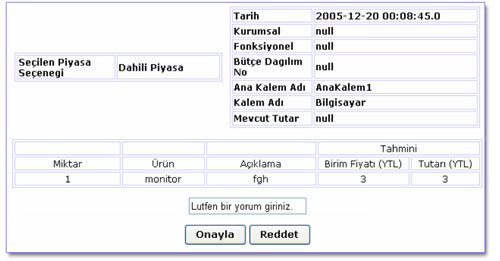 Tarih 2005-12-20 00:08:45.0
Kurumsal null
Fonksiyonel null
Seçilen Piyasa Seçenegi Dahili Piyasa
Bütçe Dagılım No null
Ana Kalem Adı AnaKalem1
Kalem Adı Bilgisayar
Mevcut Tutar null
Tahmini
Miktar Ürün Açıklama Birim Fiyatı (YTL) Tutarı (YTL)
1 monitor fgh 3 3
Lutfen bir yorum giriniz.
Onayla Reddet